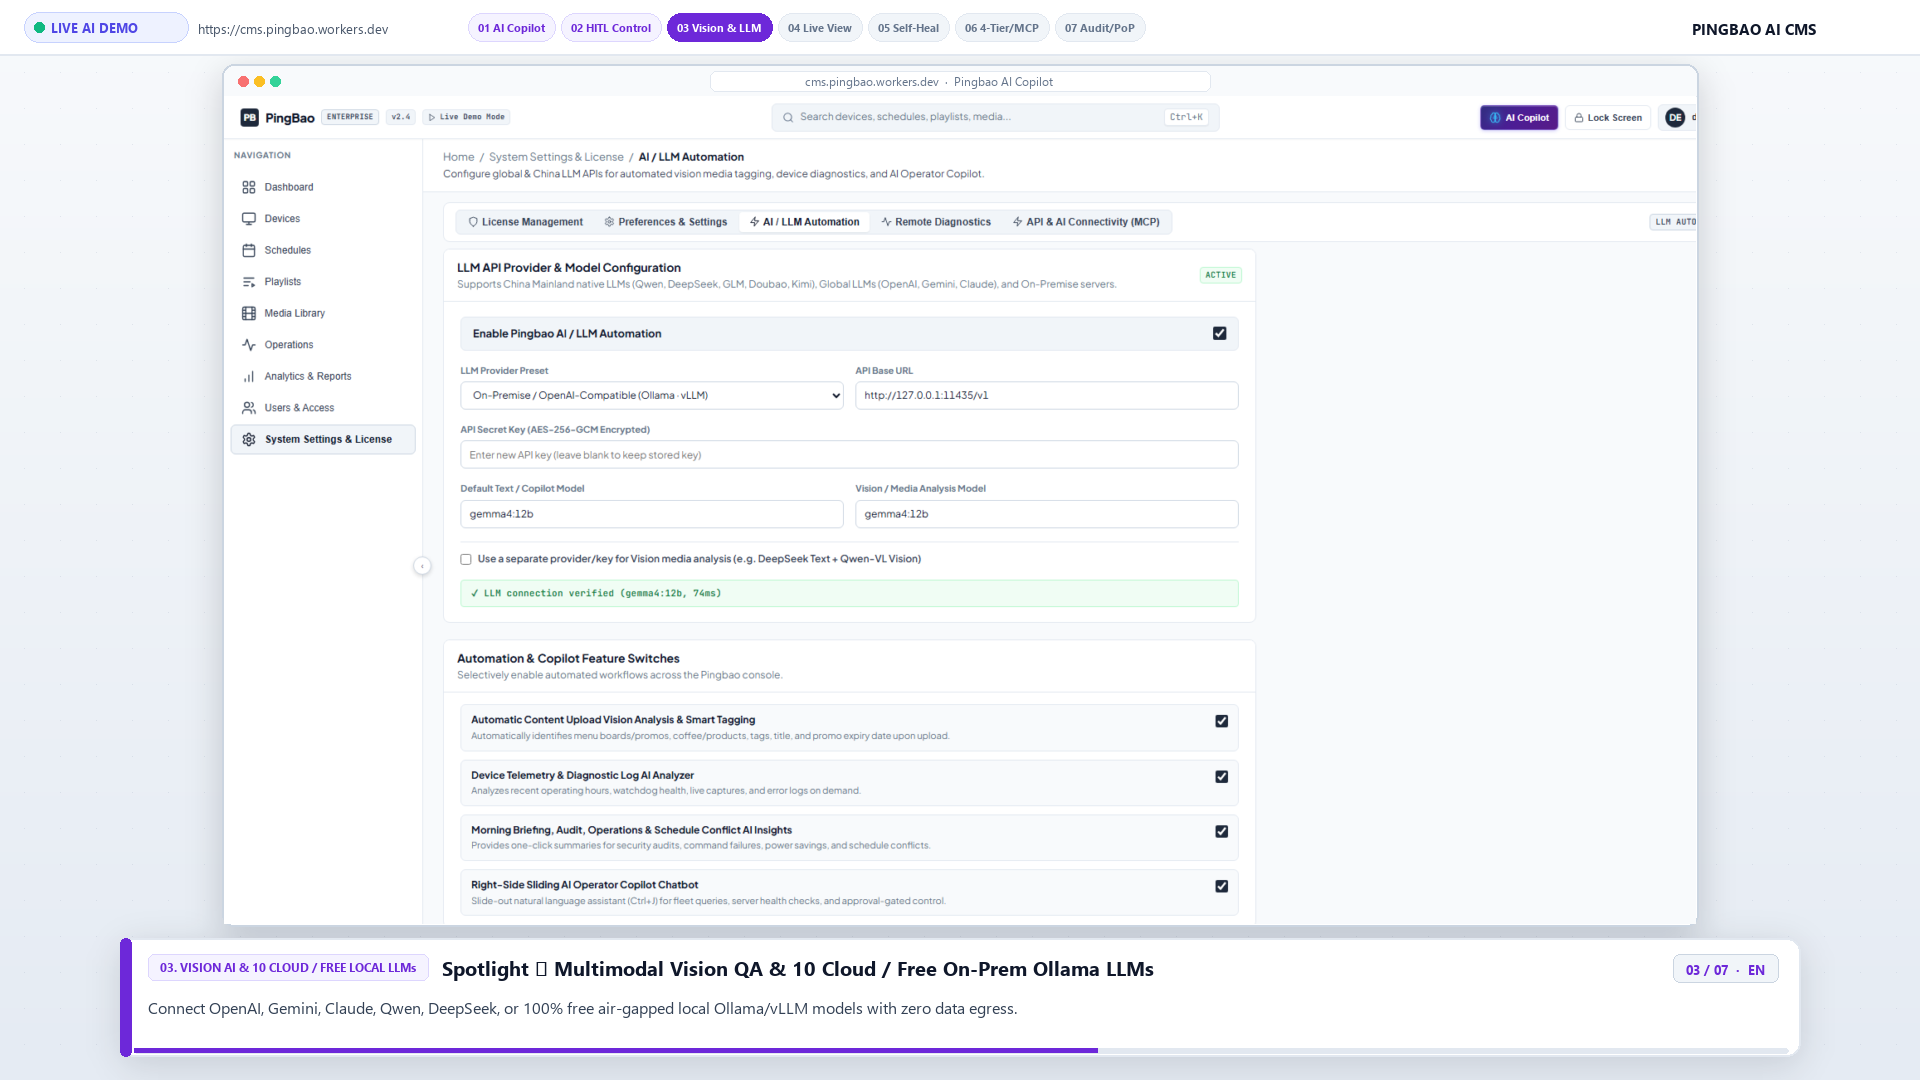 LIVE AI DEMO
https://cms.pingbao.workers.dev
01 AI Copilot
02 HITL Control
03 Vision & LLM
04 Live View
05 Self-Heal
06 4-Tier/MCP
07 Audit/PoP
PINGBAO AI CMS
cms.pingbao.workers.dev · Pingbao AI Copilot
PB PingBao ENTERPRISE v2.4 Live Demo Mode
Search devices, schedules, playlists, media... Ctrl+K
AI Copilot
Lock Screen
DE d
NAVIGATION
Dashboard
Devices
Schedules
Playlists
Media Library
Operations
Analytics & Reports
Users & Access
System Settings & License
Home / System Settings & License / AI / LLM Automation
Configure global & China LLM APIs for automated vision media tagging, device diagnostics, and AI Operator Copilot.
License Management
Preferences & Settings
AI / LLM Automation
Remote Diagnostics
API & AI Connectivity (MCP)
LLM AUTO
LLM API Provider & Model Configuration
Supports China Mainland native LLMs (Qwen, DeepSeek, GLM, Doubao, Kimi), Global LLMs (OpenAI, Gemini, Claude), and On-Premise servers.
ACTIVE
Enable Pingbao AI / LLM Automation
LLM Provider Preset
On-Premise / OpenAI-Compatible (Ollama · vLLM)
API Base URL
http://127.0.0.1:11435/v1
API Secret Key (AES-256-GCM Encrypted)
Enter new API key (leave blank to keep stored key)
Default Text / Copilot Model
gemma4:12b
Vision / Media Analysis Model
gemma4:12b
Use a separate provider/key for Vision media analysis (e.g. DeepSeek Text + Qwen-VL Vision)
✓ LLM connection verified (gemma4:12b, 74ms)
Automation & Copilot Feature Switches
Selectively enable automated workflows across the Pingbao console.
Automatic Content Upload Vision Analysis & Smart Tagging
Automatically identifies menu boards/promos, coffee/products, tags, title, and promo expiry date upon upload.
Device Telemetry & Diagnostic Log AI Analyzer
Analyzes recent operating hours, watchdog health, live captures, and error logs on demand.
Morning Briefing, Audit, Operations & Schedule Conflict AI Insights
Provides one-click summaries for security audits, command failures, power savings, and schedule conflicts.
Right-Side Sliding AI Operator Copilot Chatbot
Slide-out natural language assistant (Ctrl+J) for fleet queries, server health checks, and approval-gated control.
03. VISION AI & 10 CLOUD / FREE LOCAL LLMs
Spotlight Multimodal Vision QA & 10 Cloud / Free On-Prem Ollama LLMs
03 / 07 · EN
Connect OpenAI, Gemini, Claude, Qwen, DeepSeek, or 100% free air-gapped local Ollama/vLLM models with zero data egress.